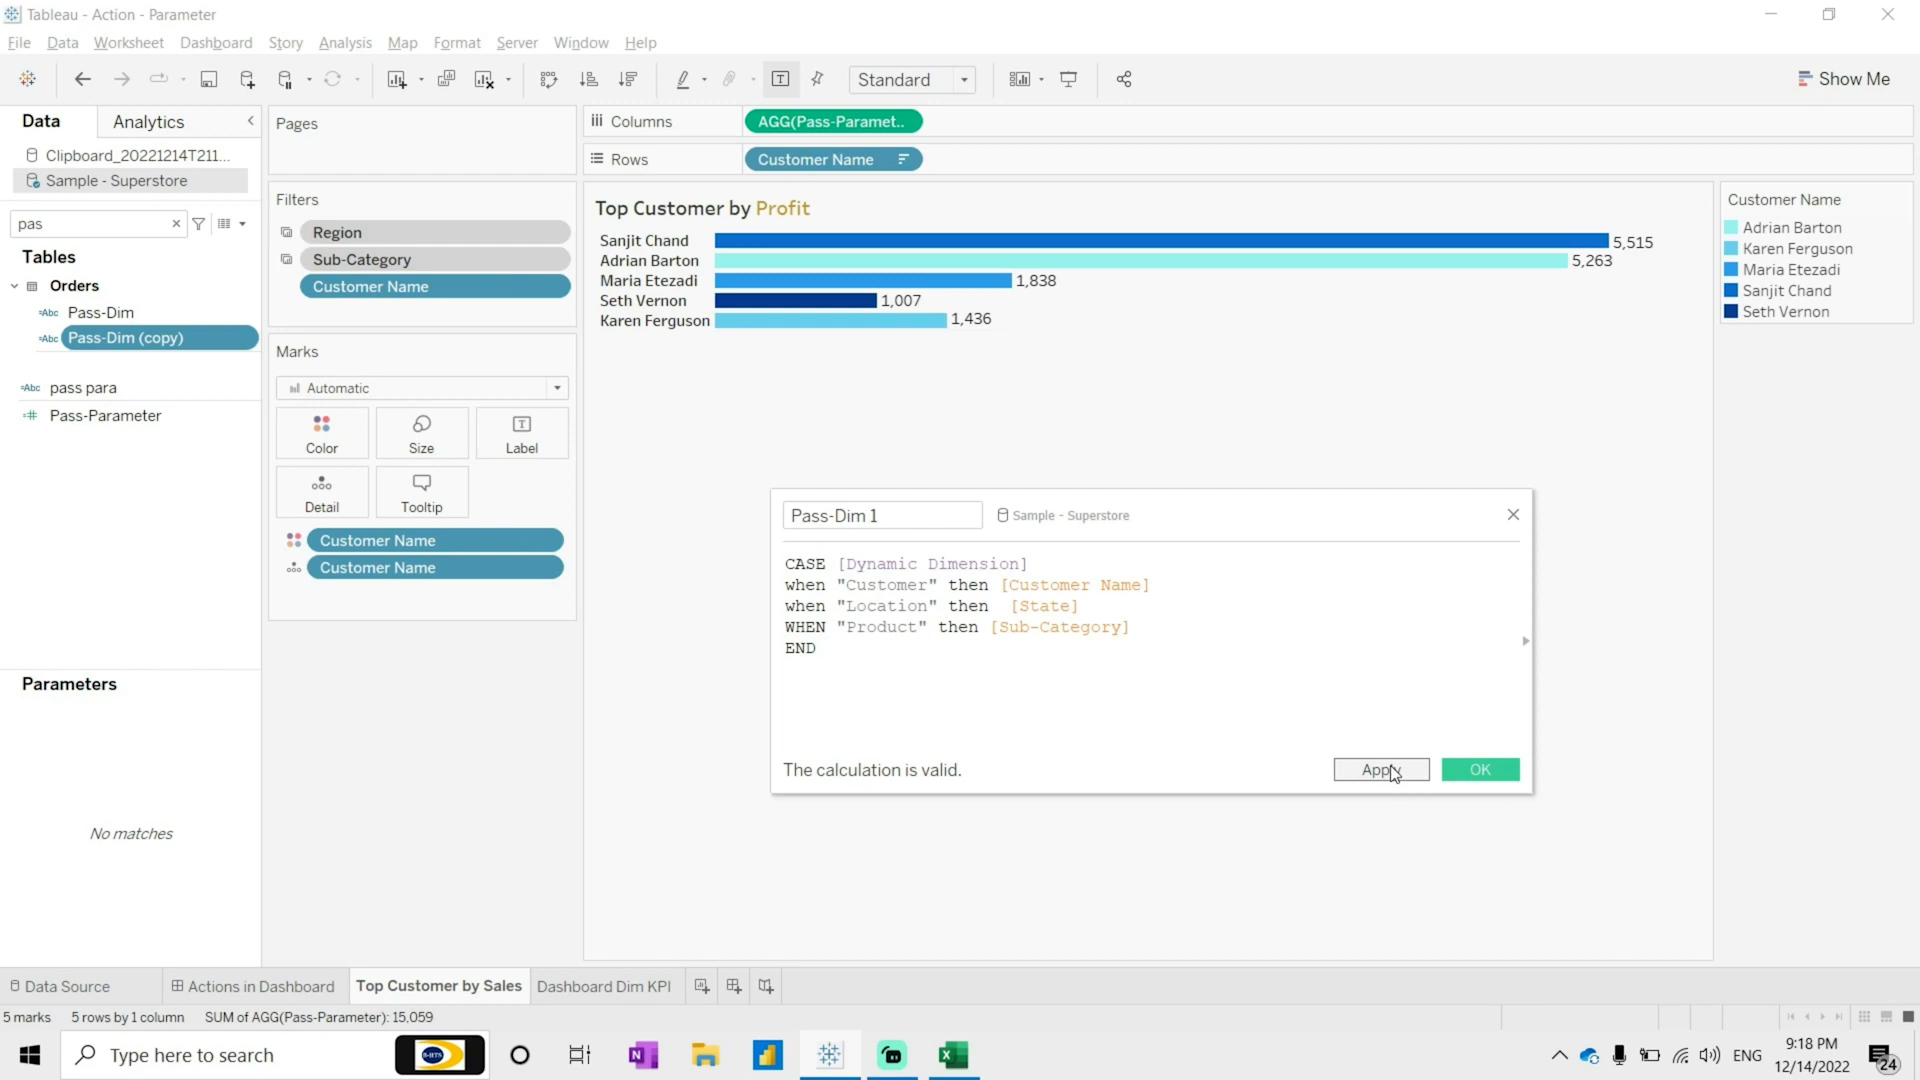 Tableau - Action - Parameter
File Data Worksheet Dashboard Story Analysis Map Format Server Window Help
Standard
Show Me
Data
Analytics
Clipboard_20221214T211...
Sample - Superstore
pas
Tables
Orders
Abc Pass-Dim
Abc Pass-Dim (copy)
Abc pass para
Pass-Parameter
Parameters
No matches
Pages
Filters
Region
Sub-Category
Customer Name
Marks
Automatic
Color
Size
Label
Detail
Tooltip
Customer Name
Customer Name
Columns
AGG(Pass-Paramet..
Rows
Customer Name
Top Customer by Profit
Sanjit Chand 5,515
Adrian Barton 5,263
Maria Etezadi 1,838
Seth Vernon 1,007
Karen Ferguson 1,436
Customer Name
Adrian Barton
Karen Ferguson
Maria Etezadi
Sanjit Chand
Seth Vernon
Pass-Dim 1
Sample - Superstore
CASE [Dynamic Dimension]
when "Customer" then [Customer Name]
when "Location" then [State]
WHEN "Product" then [Sub-Category]
END
The calculation is valid.
Apply
OK
Data Source
Actions in Dashboard
Top Customer by Sales
Dashboard Dim KPI
5 marks 5 rows by 1 column SUM of AGG(Pass-Parameter): 15,059
Type here to search
ENG
9:18 PM
12/14/2022
24